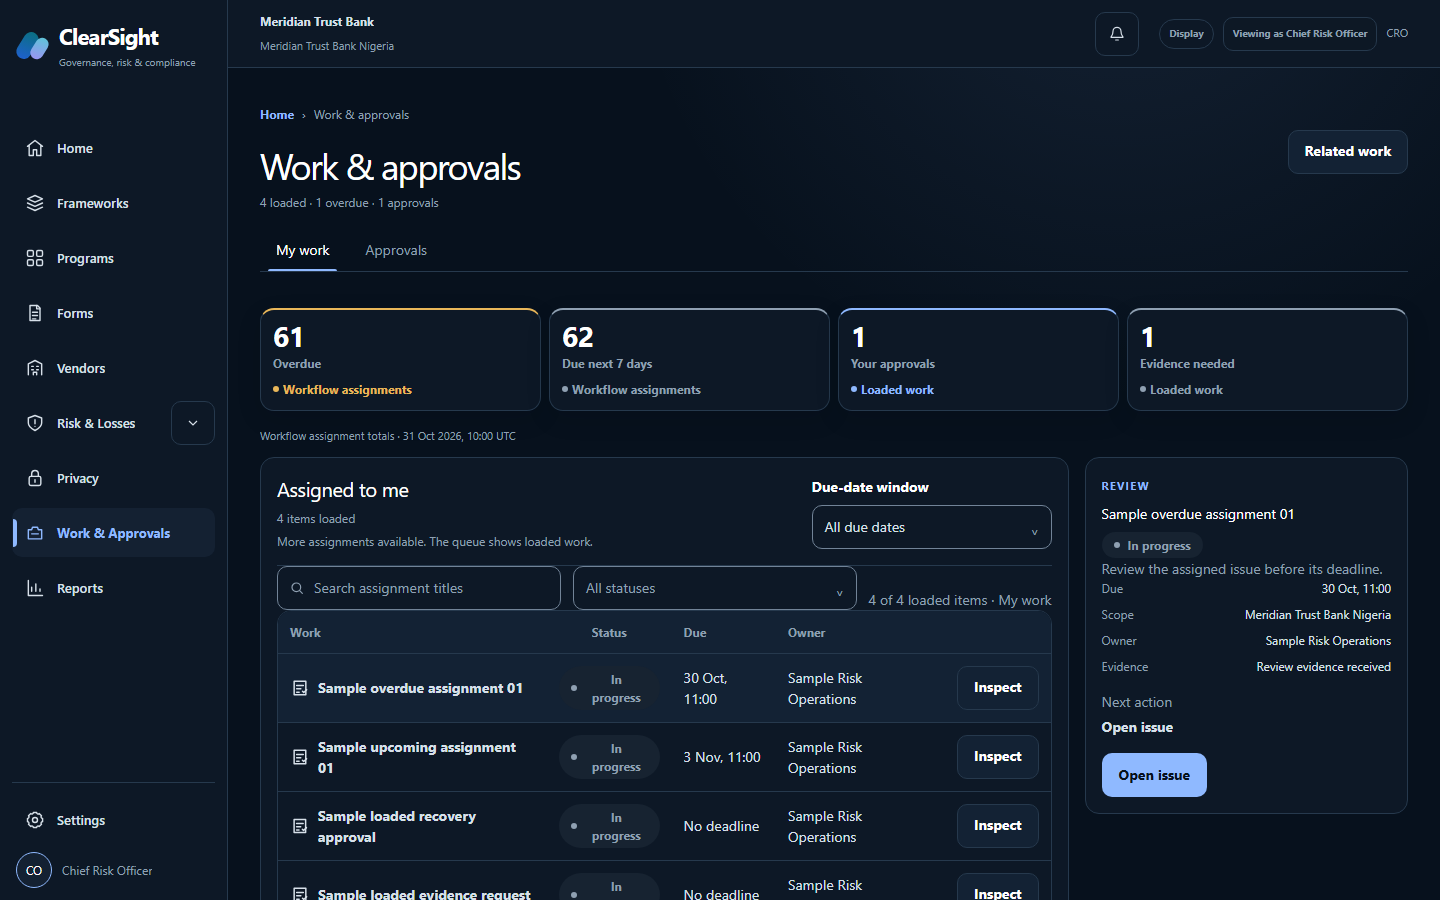 ClearSight
Governance, risk & compliance
Home
Frameworks
Programs
Forms
Vendors
Risk & Losses
Privacy
Work & Approvals
Reports
Settings
CO
Chief Risk Officer
Meridian Trust Bank
Meridian Trust Bank Nigeria
Display
Viewing as Chief Risk Officer
CRO
Home › Work & approvals
Work & approvals
4 loaded · 1 overdue · 1 approvals
Related work
My work
Approvals
61
Overdue
Workflow assignments
62
Due next 7 days
Workflow assignments
1
Your approvals
Loaded work
1
Evidence needed
Loaded work
Workflow assignment totals · 31 Oct 2026, 10:00 UTC
Assigned to me
4 items loaded
More assignments available. The queue shows loaded work.
Due-date window
All due dates
Search assignment titles
All statuses
4 of 4 loaded items · My work
Work Status Due Owner
Sample overdue assignment 01
In
progress
30 Oct,
11:00
Sample Risk
Operations
Inspect
Sample upcoming assignment
01
In
progress
3 Nov, 11:00
Sample Risk
Operations
Inspect
Sample loaded recovery
approval
In
progress
No deadline
Sample Risk
Operations
Inspect
Sample loaded evidence request
In
No deadline
Sample Risk
Inspect
REVIEW
Sample overdue assignment 01
In progress
Review the assigned issue before its deadline.
Due 30 Oct, 11:00
Scope Meridian Trust Bank Nigeria
Owner Sample Risk Operations
Evidence Review evidence received
Next action
Open issue
Open issue